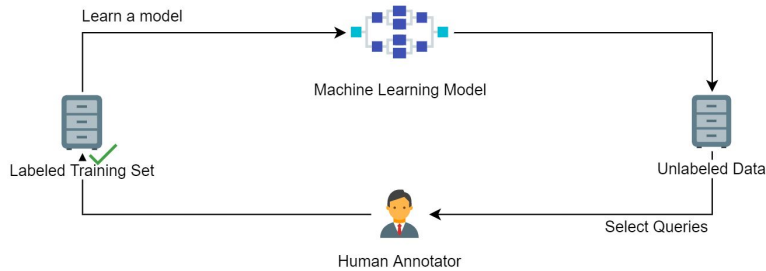 Learn a model
Machine Learning Model
Labeled Training Set
Unlabeled Data
Select Queries
Human Annotator